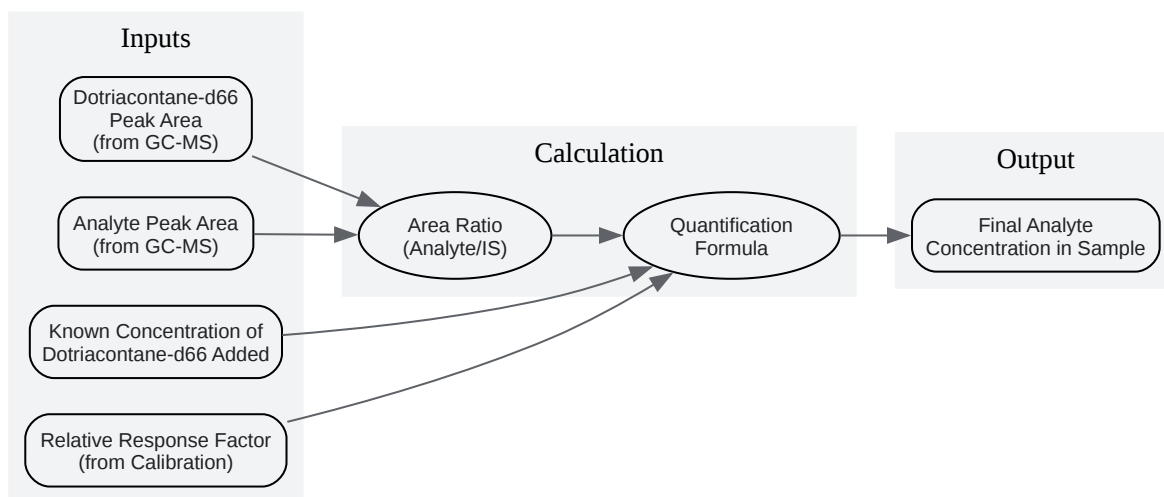 Inputs
Dotriacontane-d66
Peak Area
(from GC-MS)
Analyte Peak Area
(from GC-MS)
Known Concentration of
Dotriacontane-d66 Added
Relative Response Factor
(from Calibration)
Calculation
Area Ratio
(Analyte/IS)
Quantification
Formula
Output
Final Analyte
Concentration in Sample